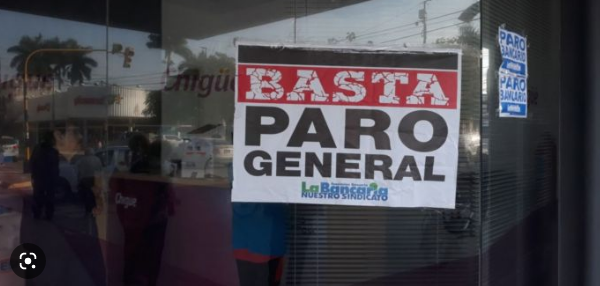 BASTA
PARO
GENERAL
La Bancaria
NUESTRO SINDICATO
PARO
BANCARIO
PARO
BANCARIO